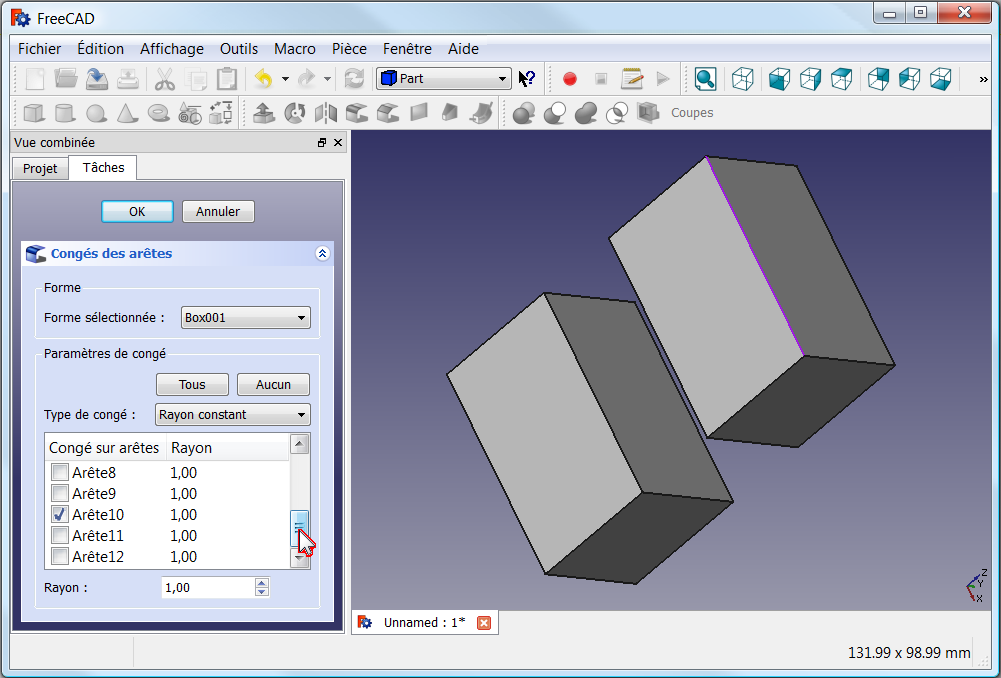 FreeCAD
Fichier Édition Affichage Outils Macro Pièce Fenêtre Aide
Part
»
Coupes
Vue combinée
Projet Tâches
OK Annuler
Congés des arêtes
Forme
Forme sélectionnée : Box001
Paramètres de congé
Tous Aucun
Type de congé : Rayon constant
Congé sur arêtes Rayon
Arête8 1,00
Arête9 1,00
Arête10 1,00
Arête11 1,00
Arête12 1,00
Rayon : 1,00
Z
Y
X
Unnamed : 1*
131.99 x 98.99 mm